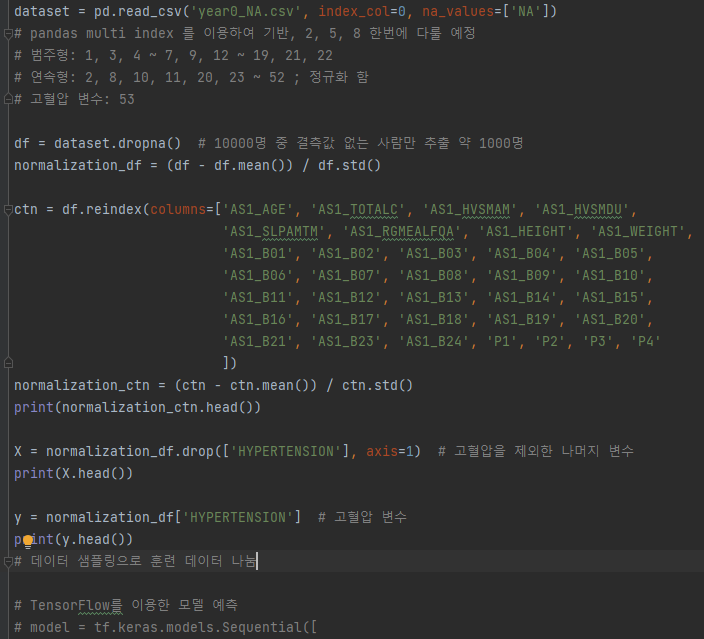 dataset = pd.read_csv('year0_NA.csv', index_col=0, na_values=['NA'])
# pandas multi index 를 이용하여 기반, 2, 5, 8 한번에 다룰 예정
# 범주형: 1, 3, 4 ~ 7, 9, 12 ~ 19, 21, 22
# 연속형: 2, 8, 10, 11, 20, 23 ~ 52 ; 정규화 함
# 고혈압 변수: 53
df = dataset.dropna()  # 10000명 중 결측값 없는 사람만 추출 약 1000명
normalization_df = (df - df.mean()) / df.std()
ctn = df.reindex(columns=['AS1_AGE', 'AS1_TOTALC', 'AS1_HVSMAM', 'AS1_HVSMDU',
'AS1_SLPAMTM', 'AS1_RGMEALFQA', 'AS1_HEIGHT', 'AS1_WEIGHT',
'AS1_B01', 'AS1_B02', 'AS1_B03', 'AS1_B04', 'AS1_B05',
'AS1_B06', 'AS1_B07', 'AS1_B08', 'AS1_B09', 'AS1_B10',
'AS1_B11', 'AS1_B12', 'AS1_B13', 'AS1_B14', 'AS1_B15',
'AS1_B16', 'AS1_B17', 'AS1_B18', 'AS1_B19', 'AS1_B20',
'AS1_B21', 'AS1_B23', 'AS1_B24', 'P1', 'P2', 'P3', 'P4'
])
normalization_ctn = (ctn - ctn.mean()) / ctn.std()
print(normalization_ctn.head())
X = normalization_df.drop(['HYPERTENSION'], axis=1)  # 고혈압을 제외한 나머지 변수
print(X.head())
y = normalization_df['HYPERTENSION']  # 고혈압 변수
print(y.head())
# 데이터 샘플링으로 훈련 데이터 나눔
# TensorFlow를 이용한 모델 예측
# model = tf.keras.models.Sequential([